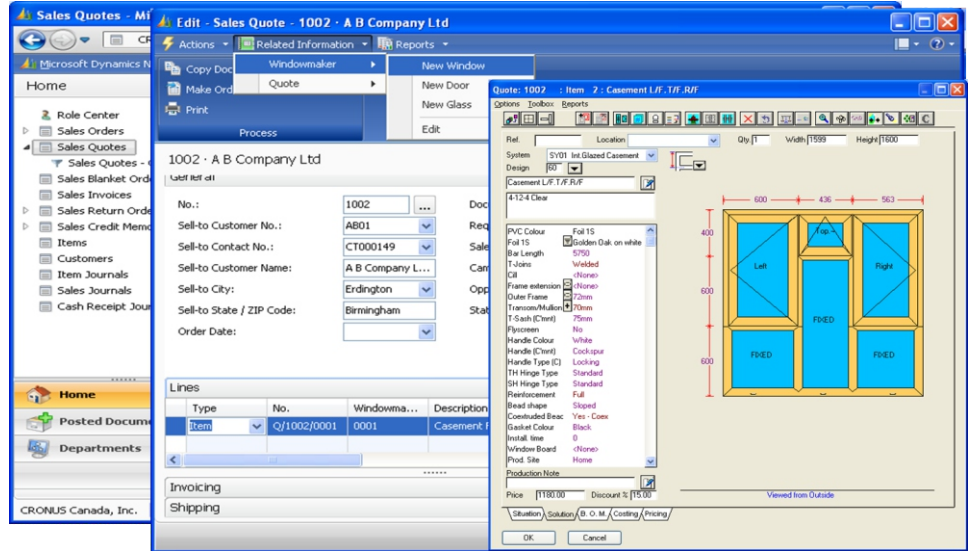 Sales Quotes - Mi
Microsoft Dynamics N
Home
Role Center
Sales Orders
Sales Quotes
Sales Quotes -
Sales Blanket Orde
Sales Invoices
Sales Return Orde
Sales Credit Memo
Items
Customers
Item Journals
Sales Journals
Cash Receipt Jour
Home
Posted Docume
Departments
CRONUS Canada, Inc.
Edit - Sales Quote - 1002 · A B Company Ltd
Actions Related Information Reports
Copy Doc
Make Ord
Print
Process
Windowmaker
Quote
New Window
New Door
New Glass
Edit
1002 · A B Company Ltd
General
No.: 1002 ... Doc
Sell-to Customer No.: AB01 Req
Sell-to Contact No.: CT000149 Sale
Sell-to Customer Name: A B Company L... Cam
Sell-to City: Erdington Opp
Sell-to State / ZIP Code: Birmingham Stat
Order Date:
Lines
Type No. Windowma... Description
Item Q/1002/0001 0001 Casement F
Invoicing
Shipping
Quote: 1002 : Item 2 : Casement L/F.T/F.R/F
Options Toolbox Reports
Ref. Location Qty. 1 Width 1599 Height 1600
System SY01 Int.Glazed Casement
Design 60
Casement L/F.T/F.R/F
4-12-4 Clear
PVC Colour Foil 1S
Foil 1S Golden Oak on white
Bar Length 5750
T-Joins Welded
Cill <None>
Frame extension <None>
Outer Frame 72mm
Transom/Mullion 70mm
T-Sash (C'mnt) 75mm
Flyscreen No
Handle Colour White
Handle (C'mnt) Cockspur
Handle Type (C) Locking
TH Hinge Type Standard
SH Hinge Type Standard
Reinforcement Full
Bead shape Sloped
Coextruded Beac Yes - Coex
Gasket Colour Black
Install. time 0
Window Board <None>
Prod. Site Home
Production Note
Price 1180.00 Discount % 15.00
Situation Solution B. O. M. Costing Pricing
OK Cancel
600 436 563
400
600
600
Top.~
Left
Right
FIXED
FIXED
FIXED
Viewed from Outside